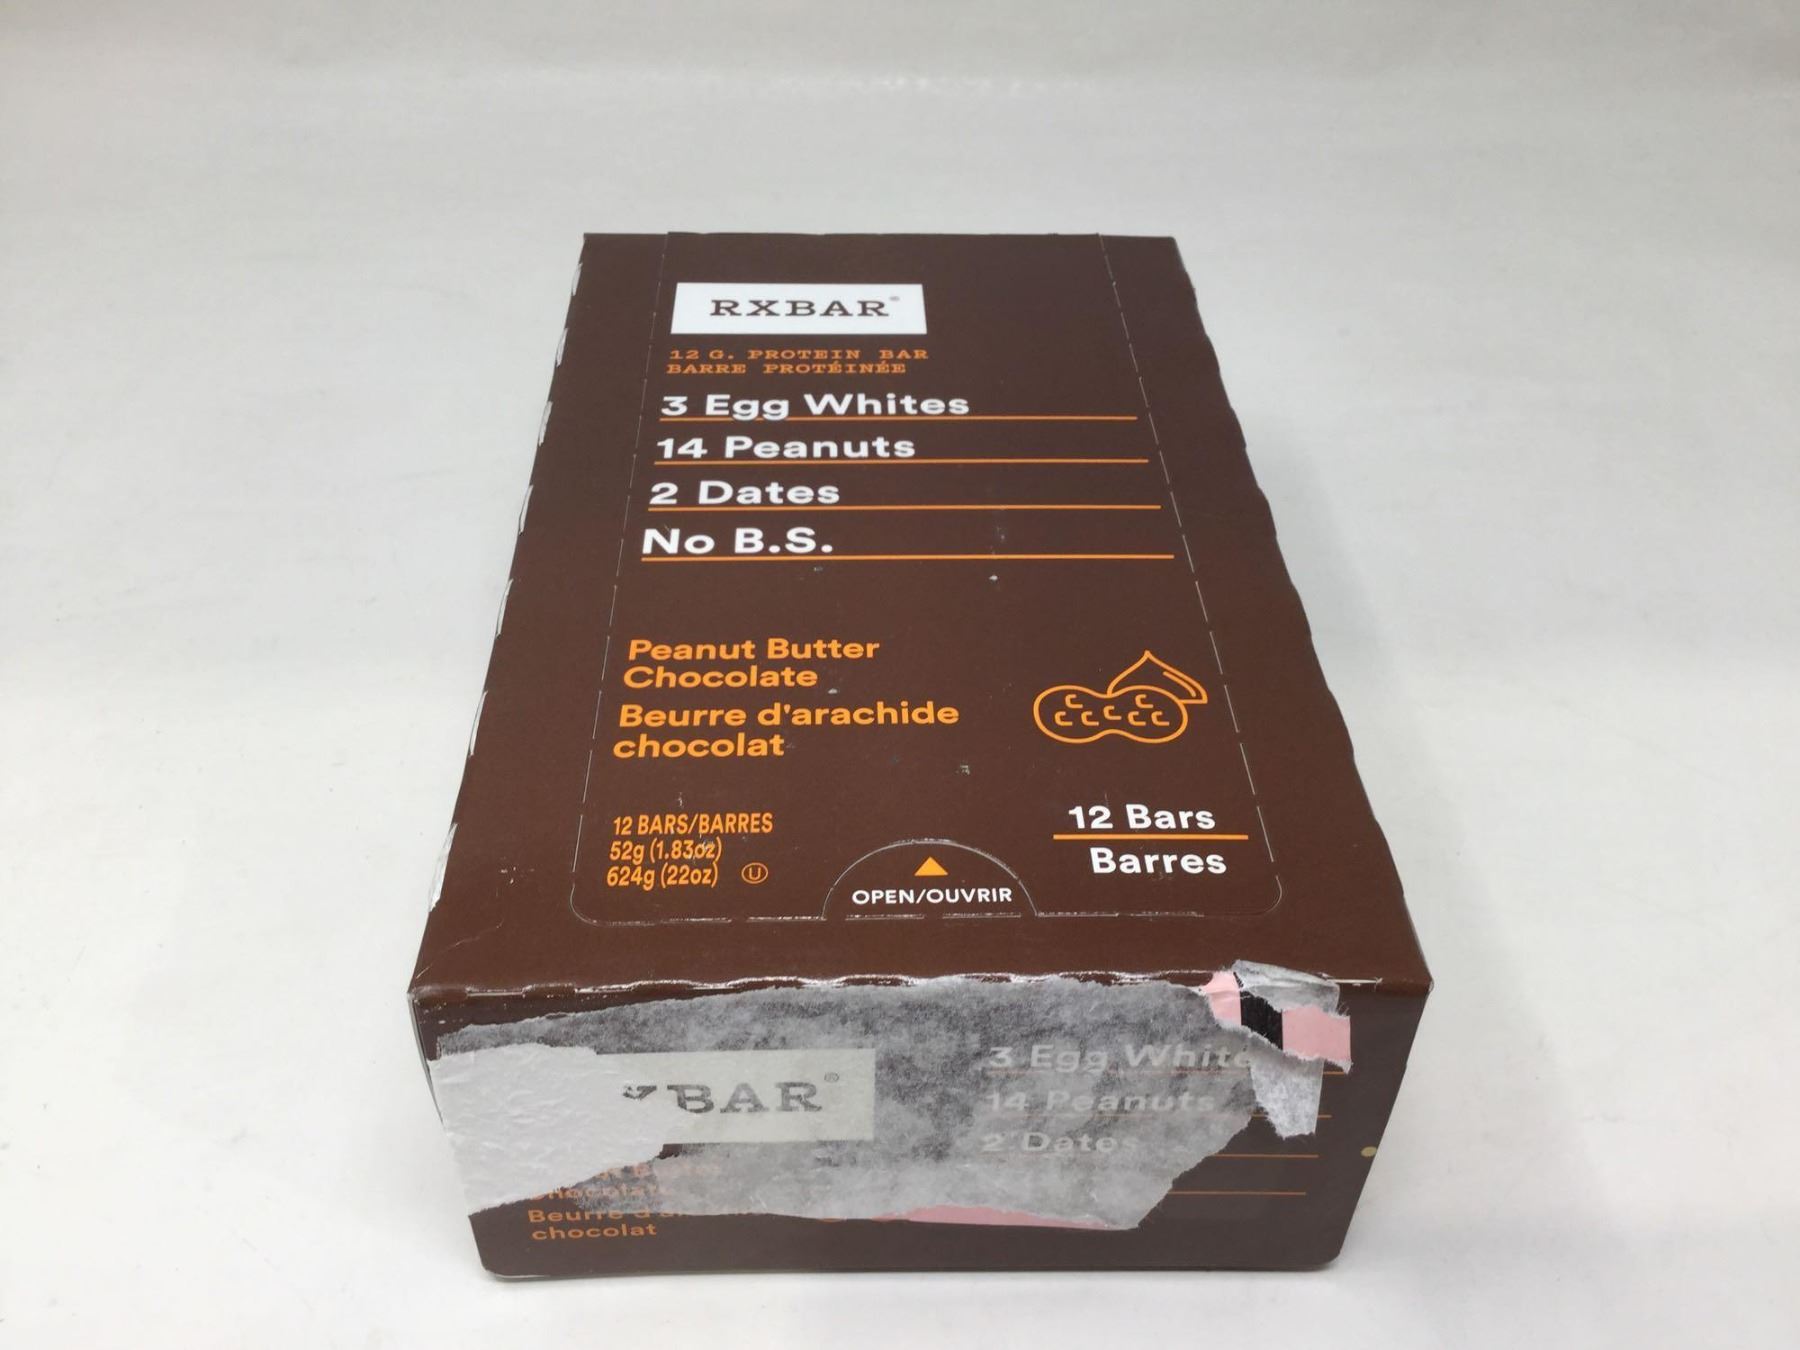 RXBAR®
12 G. PROTEIN BAR
BARRE PROTÉINÉE
3 Egg Whites
14 Peanuts
2 Dates
No B.S.
Peanut Butter
Chocolate
Beurre d'arachide
chocolat
12 BARS/BARRES
52g (1.83oz)
624g (22oz) U
12 Bars
Barres
OPEN/OUVRIR
BAR®
3 Egg White
14 Peanuts
2 Dates
Chocolate
Beurre
chocolat